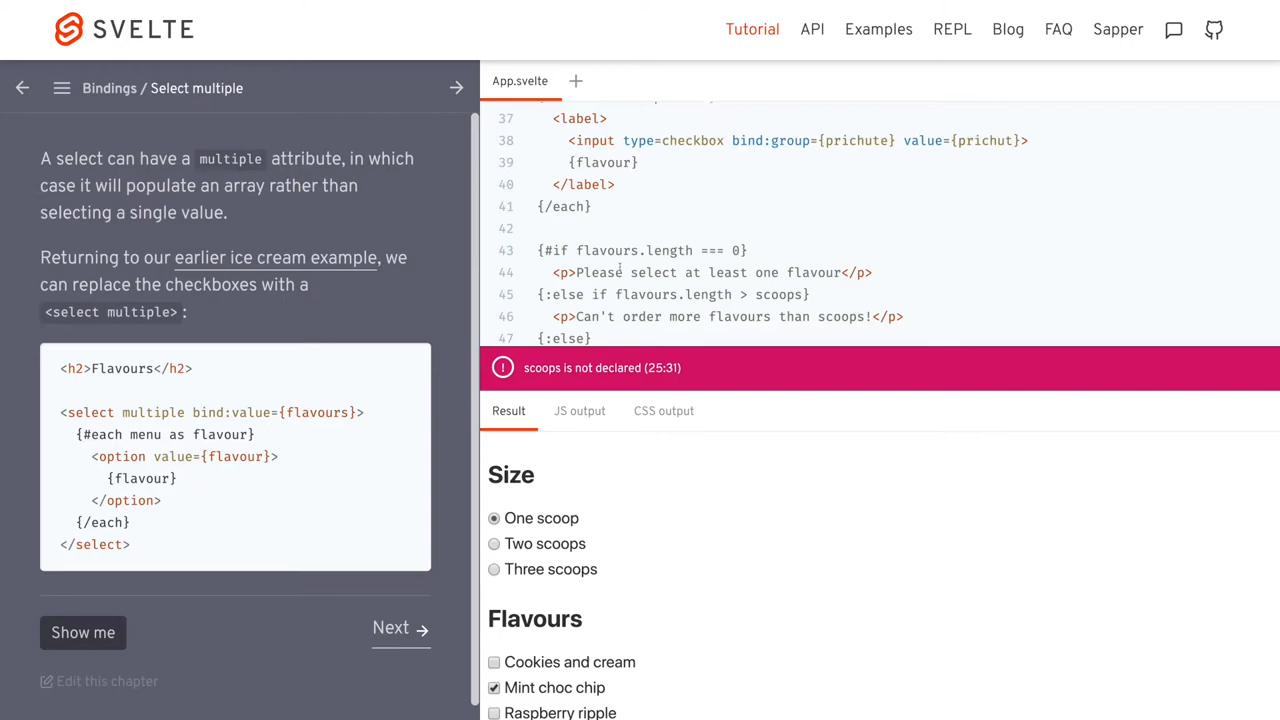 SVELTE
Tutorial API Examples REPL Blog FAQ Sapper
Bindings / Select multiple
A select can have a multiple attribute, in which
case it will populate an array rather than
selecting a single value.
Returning to our earlier ice cream example, we
can replace the checkboxes with a
<select multiple> :
<h2>Flavours</h2>
<select multiple bind:value={flavours}>
{#each menu as flavour}
<option value={flavour}>
{flavour}
</option>
{/each}
</select>
Show me
Next
Edit this chapter
App.svelte
37 <label>
38 <input type=checkbox bind:group={prichute} value={prichut}>
39 {flavour}
40 </label>
41 {/each}
42
43 {#if flavours.length === 0}
44 <p>Please select at least one flavour</p>
45 {:else if flavours.length > scoops}
46 <p>Can't order more flavours than scoops!</p>
47 {:else}
scoops is not declared (25:31)
Result JS output CSS output
Size
One scoop
Two scoops
Three scoops
Flavours
Cookies and cream
Mint choc chip
Raspberry ripple